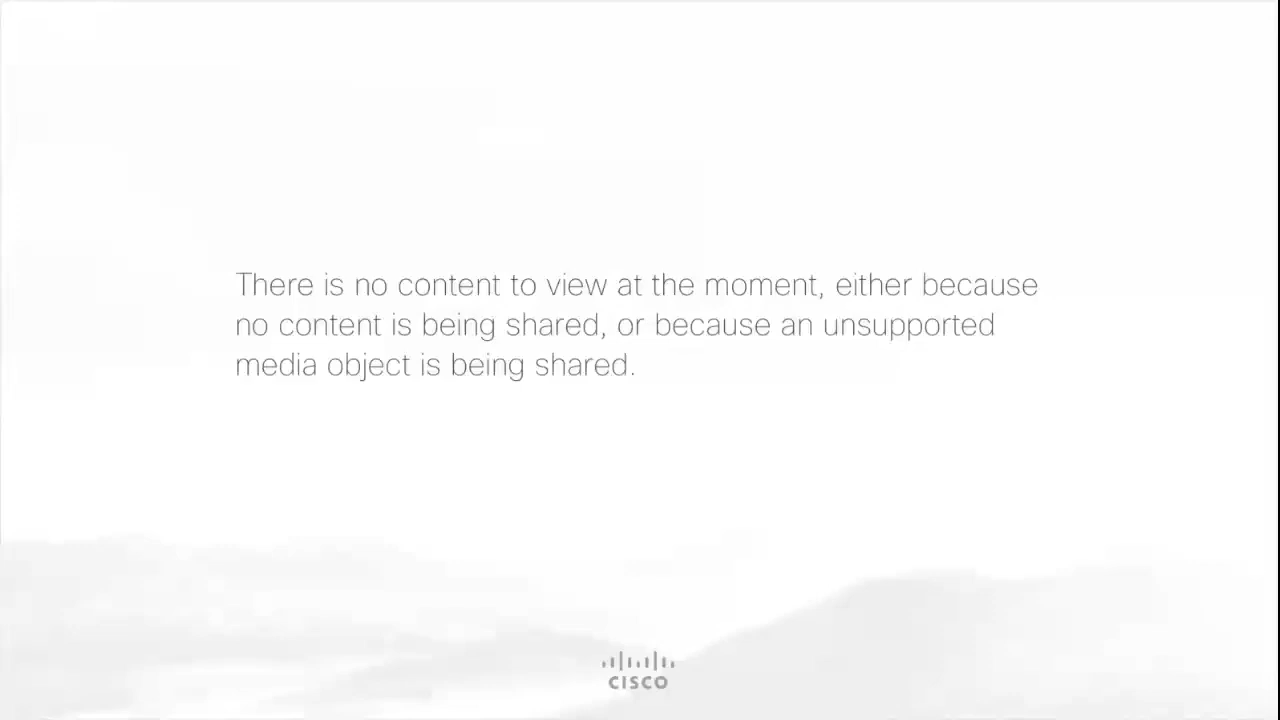 There is no content to view at the moment, either because
no content is being shared, or because an unsupported
media object is being shared.
CISCO